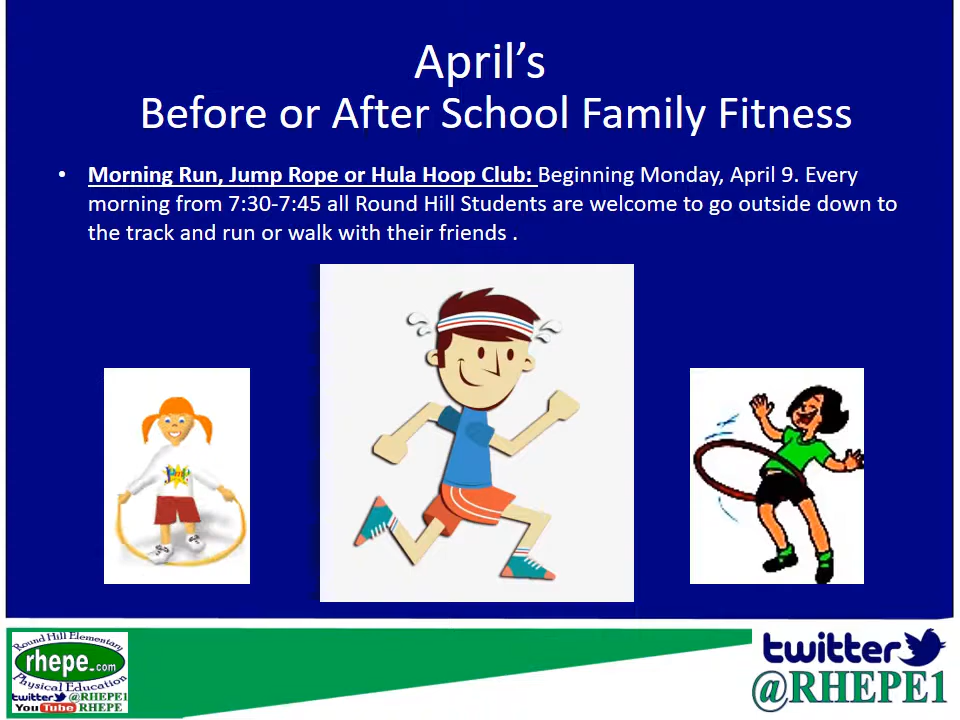 April’s
Before or After School Family Fitness
• Morning Run, Jump Rope or Hula Hoop Club: Beginning Monday, April 9. Every
morning from 7:30-7:45 all Round Hill Students are welcome to go outside down to
the track and run or walk with their friends .
Jump
Round Hill Elementary
rhepe.com
Physical Education
twitter @RHEPE1
YouTube RHEPE
twitter
@RHEPE1